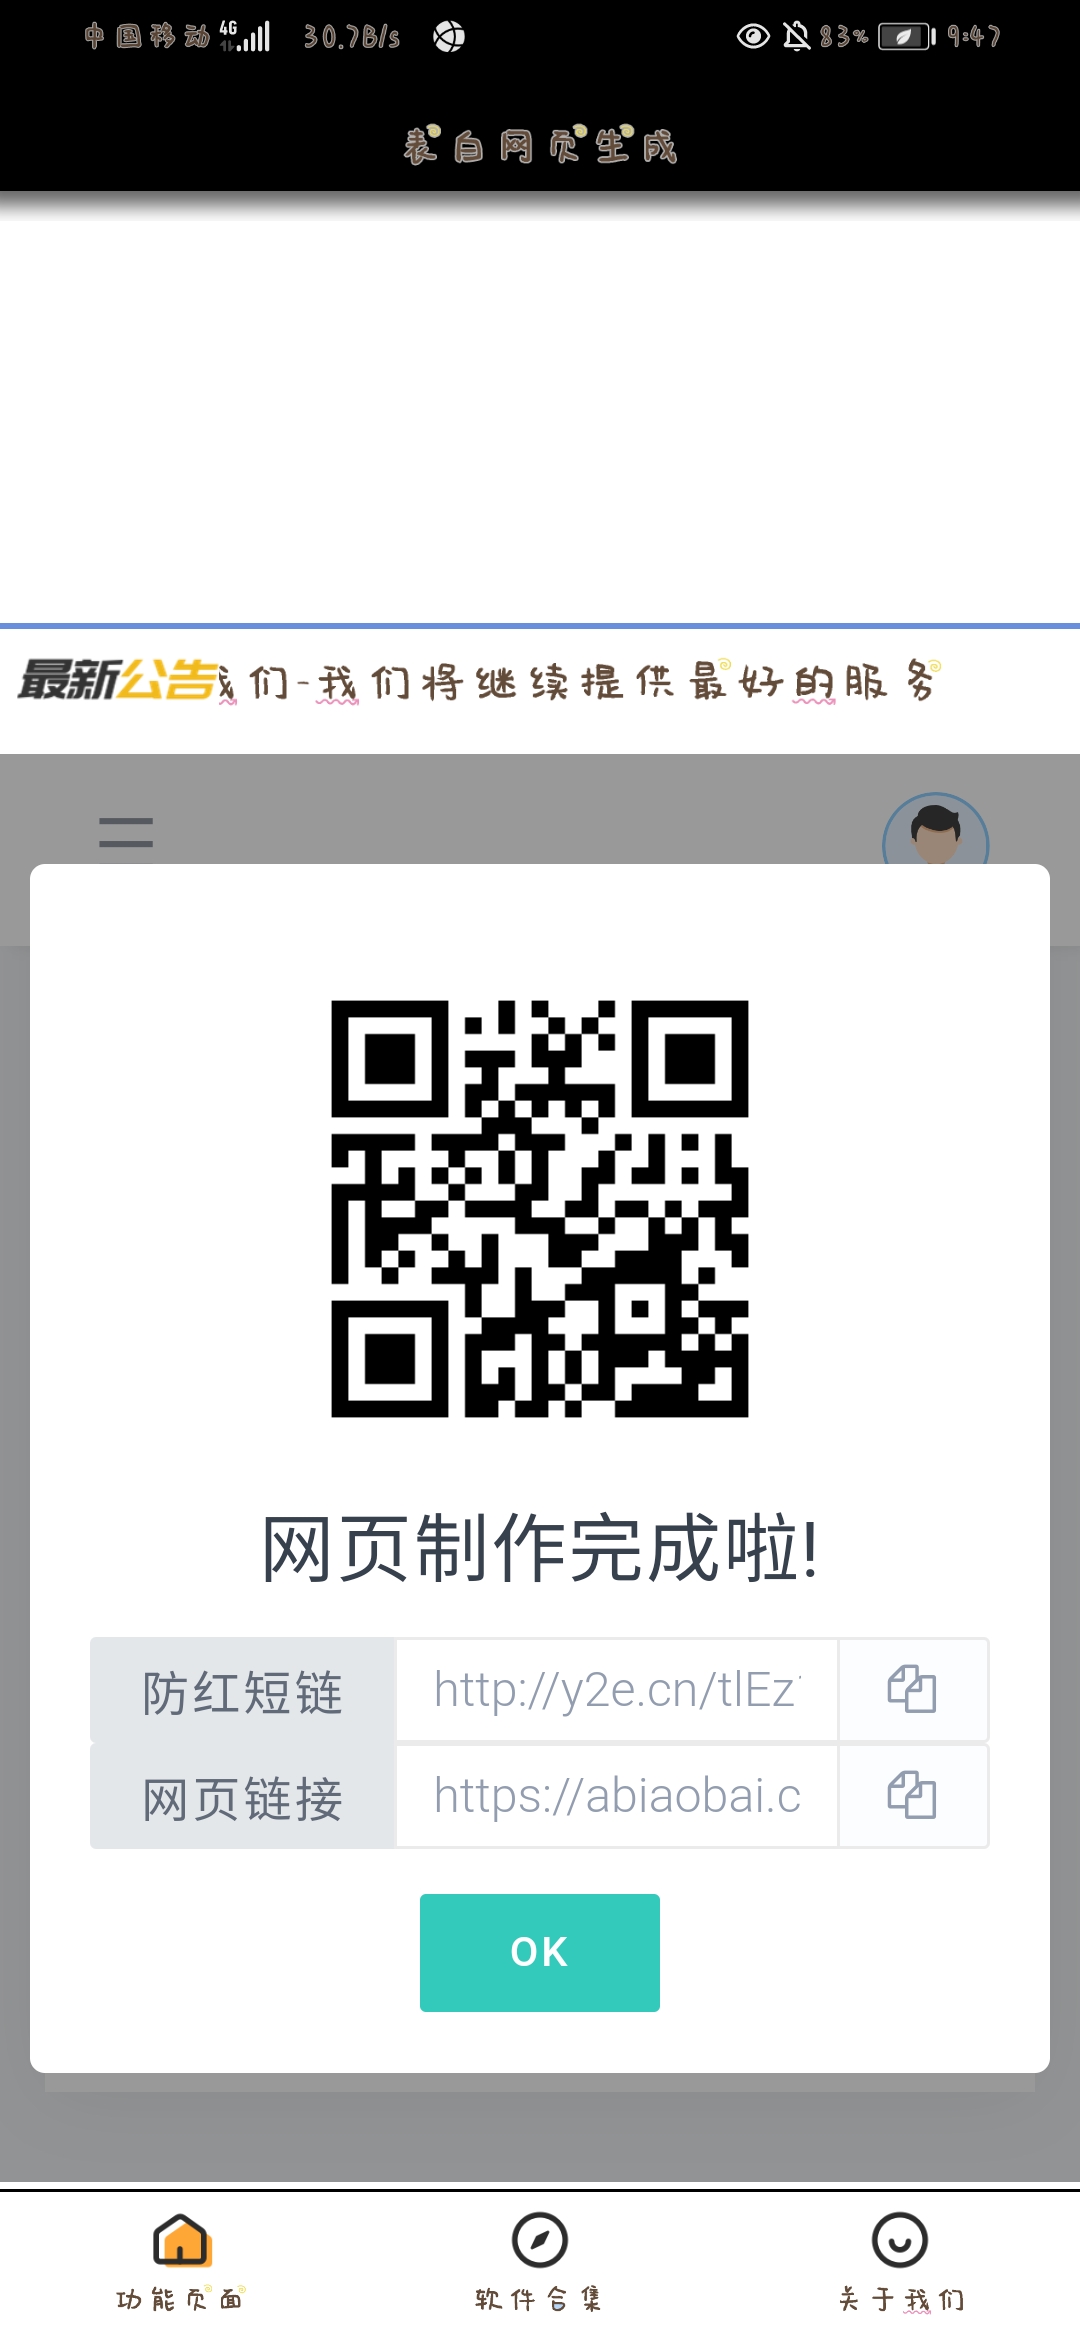 中国移动 4G 30.7B/s 83% 9:47
表白网页生成
最新公告 我们-我们将继续提供最好的服务
网页制作完成啦!
防红短链 http://y2e.cn/tlEz
网页链接 https://abiaobai.c
OK
功能页面 软件合集 关于我们